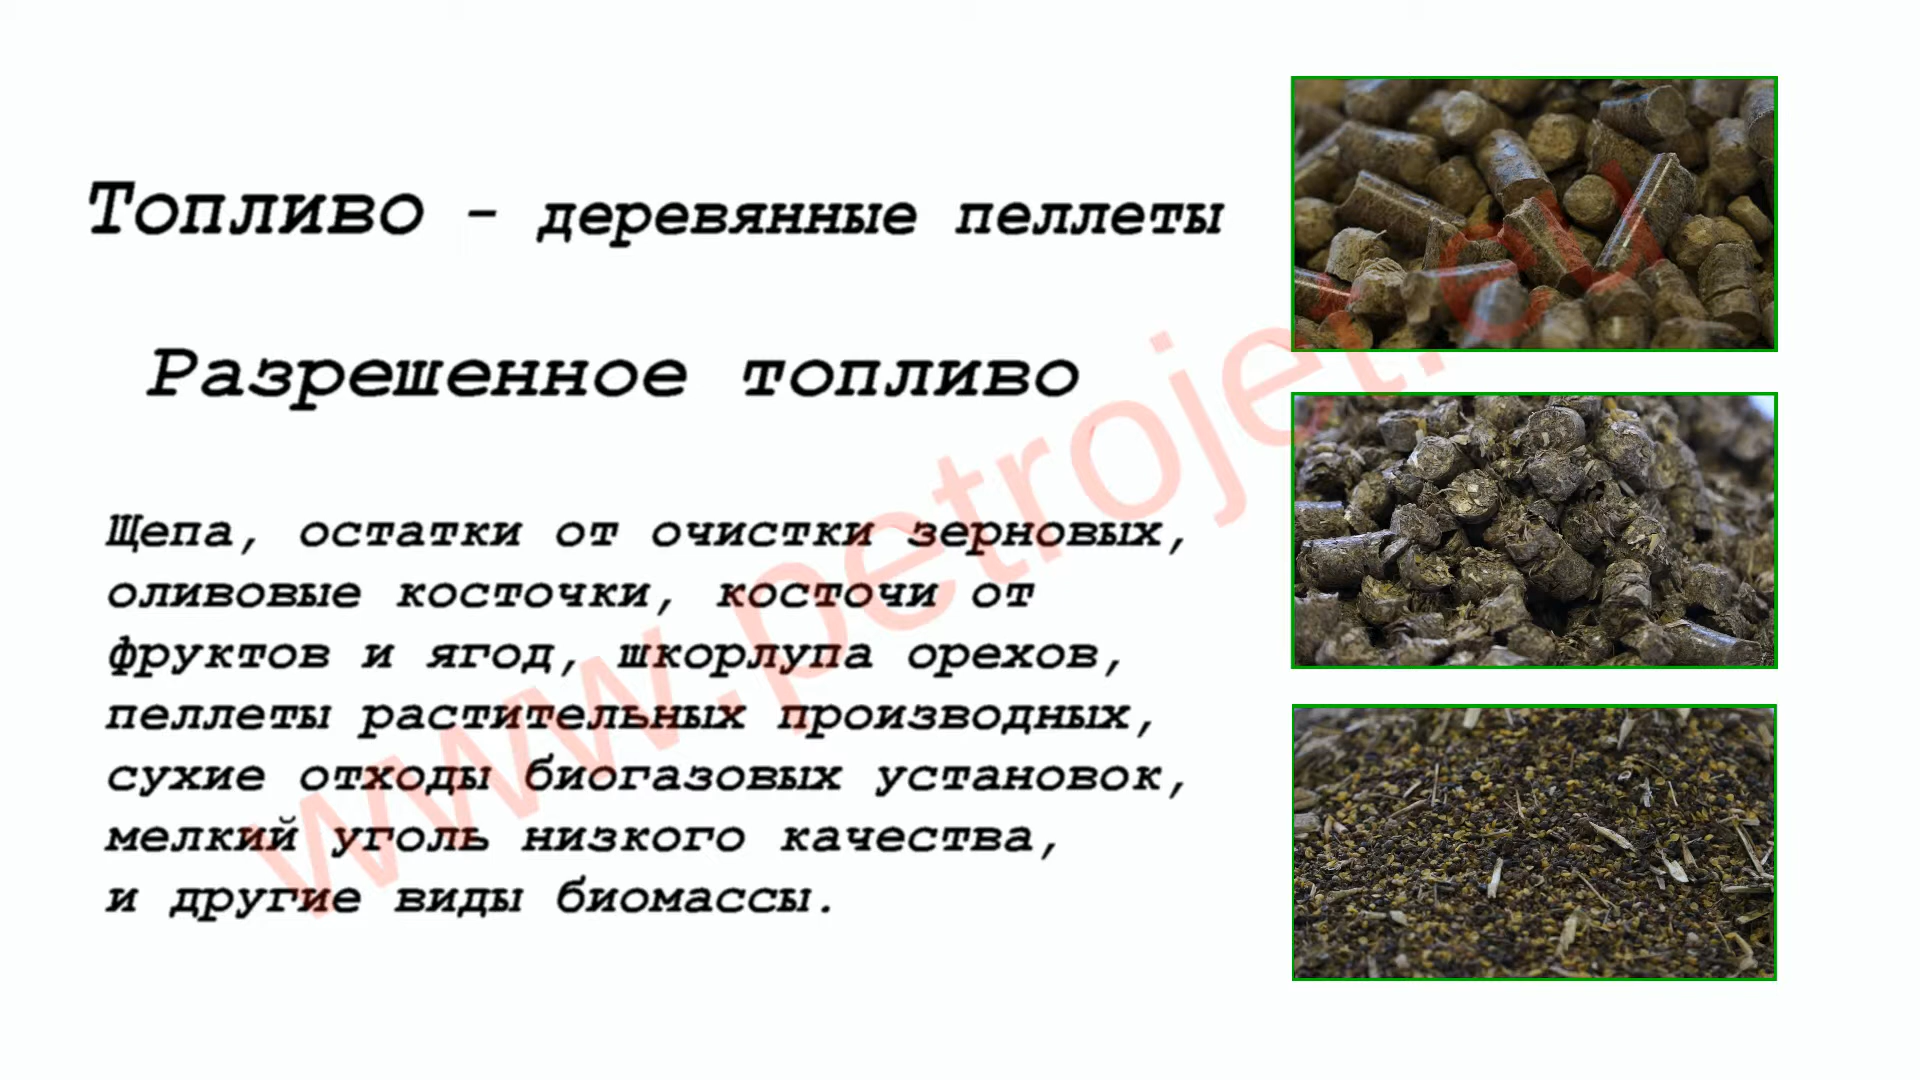 Топливо - деревянные пеллеты
Разрешенное топливо
Щепа, остатки от очистки зерновых,
оливовые косточки, косточи от
фруктов и ягод, шкорлупа орехов,
пеллеты растительных производных,
сухие отходы биогазовых установок,
мелкий уголь низкого качества,
и другие виды биомассы.
www.petrojet.eu